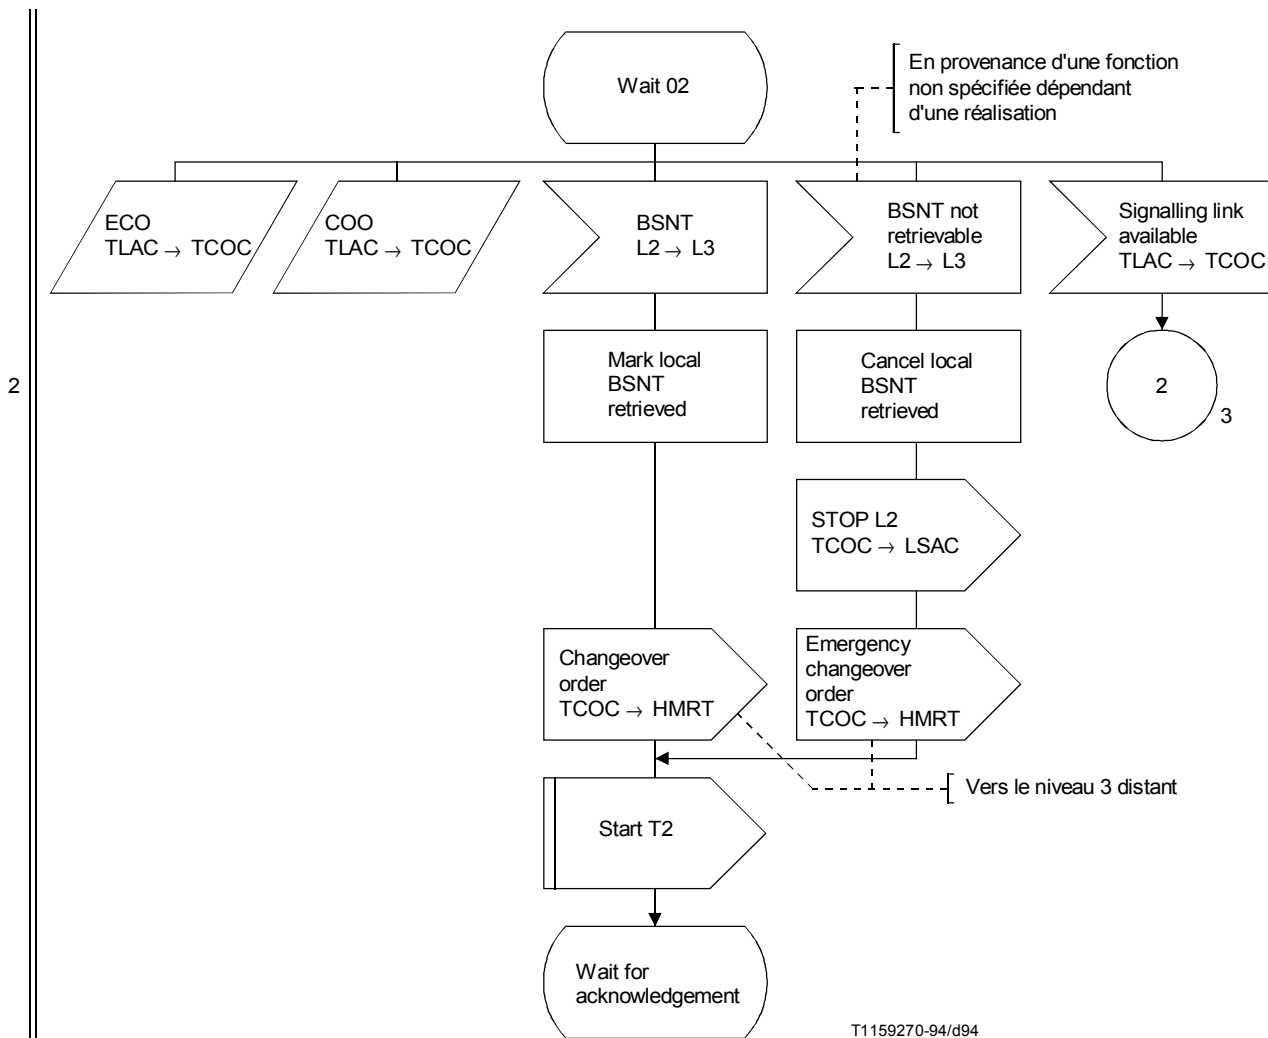 Wait 02
En provenance d'une fonction
non spécifiée dépendant
d'une réalisation
ECO
TLAC → TCOC
COO
TLAC → TCOC
BSNT
L2 → L3
BSNT not
retrievable
L2 → L3
Signalling link
available
TLAC → TCOC
Mark local
BSNT
retrieved
Cancel local
BSNT
retrieved
2
3
2
STOP L2
TCOC → LSAC
Changeover
order
TCOC → HMRT
Emergency
changeover
order
TCOC → HMRT
Vers le niveau 3 distant
Start T2
Wait for
acknowledgement
T1159270-94/d94